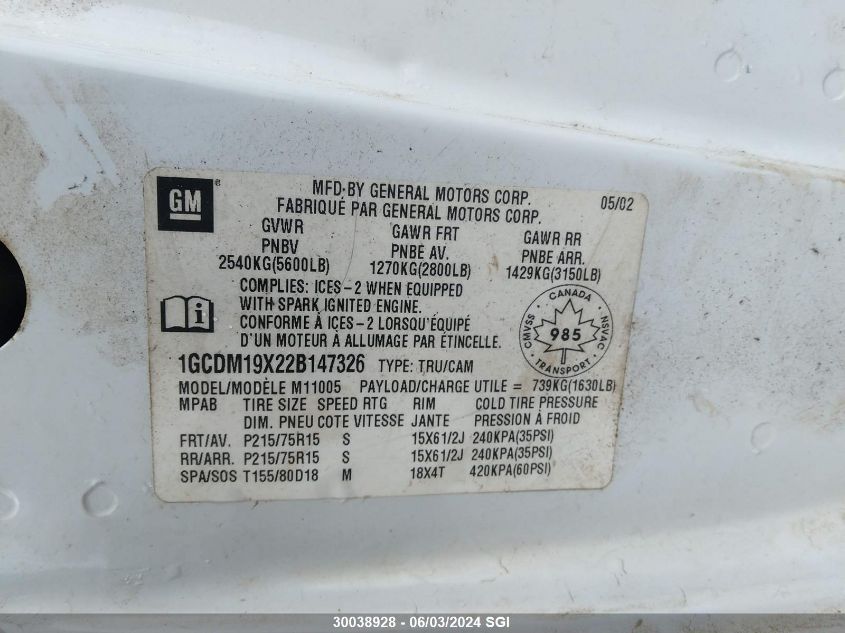 GM ®
MFD·BY GENERAL MOTORS CORP. 05/02
FABRIQUÉ PAR GENERAL MOTORS CORP.
GVWR GAWR FRT GAWR RR
PNBV PNBE AV. PNBE ARR.
2540KG(5600LB) 1270KG(2800LB) 1429KG(3150LB)
COMPLIES: ICES-2 WHEN EQUIPPED
WITH SPARK IGNITED ENGINE.
CONFORME À ICES-2 LORSQU'ÉQUIPÉ
D'UN MOTEUR À ALLUMAGE PAR ÉTINCELLE.
i
CANADA
CMVSS 985 NSVAC
TRANSPORT
1GCDM19X22B147326 TYPE: TRU/CAM
MODEL/MODÈLE M11005 PAYLOAD/CHARGE UTILE = 739KG(1630LB)
MPAB TIRE SIZE SPEED RTG RIM COLD TIRE PRESSURE
DIM. PNEU COTE VITESSE JANTE PRESSION À FROID
FRT/AV. P215/75R15 S 15X61/2J 240KPA(35PSI)
RR/ARR. P215/75R15 S 15X61/2J 240KPA(35PSI)
SPA/SOS T155/80D18 M 18X4T 420KPA(60PSI)
30038928 - 06/03/2024 SGI